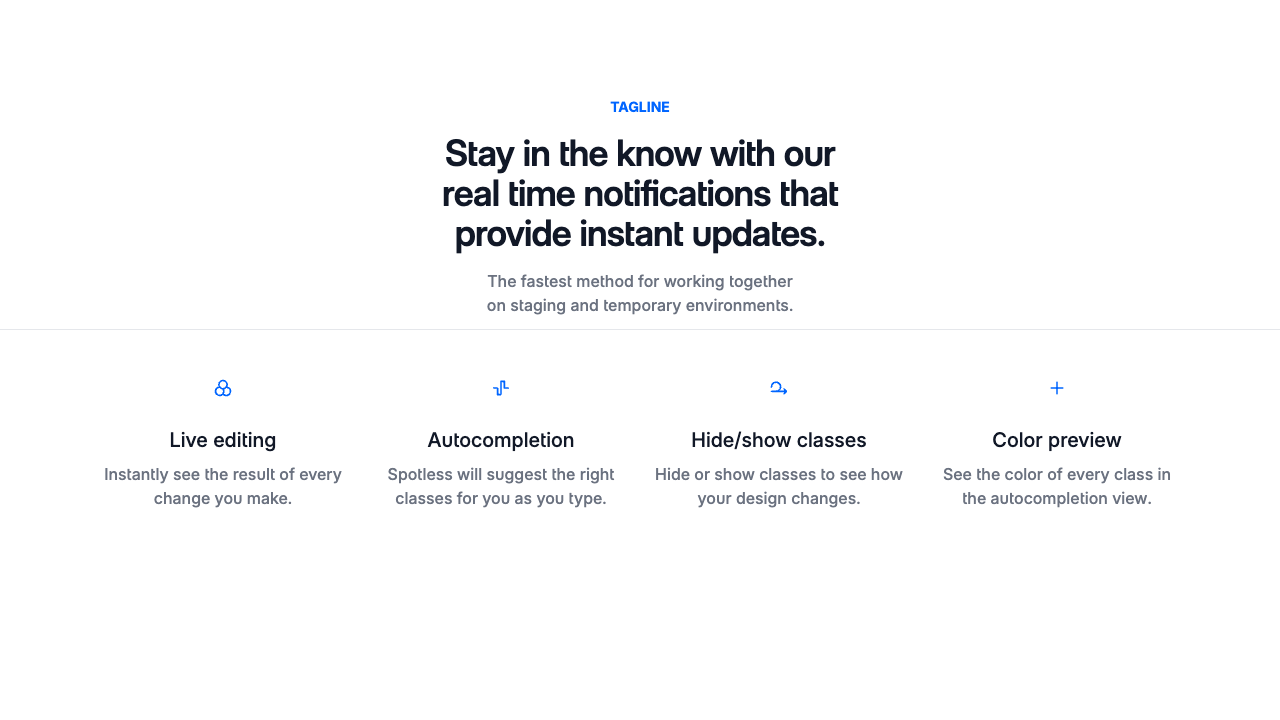 TAGLINE
Stay in the know with our
real time notifications that
provide instant updates.
The fastest method for working together
on staging and temporary environments.
Live editing
Instantly see the result of every
change you make.
Autocompletion
Spotless will suggest the right
classes for you as you type.
Hide/show classes
Hide or show classes to see how
your design changes.
Color preview
See the color of every class in
the autocompletion view.